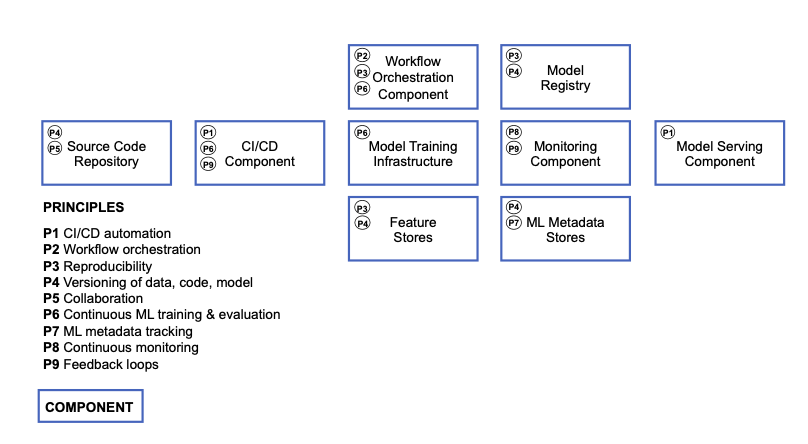 P2
P3
P6
Workflow
Orchestration
Component
P3
P4
Model
Registry
P4
P5
Source Code
Repository
P1
P6
P9
CI/CD
Component
P6
Model Training
Infrastructure
P8
P9
Monitoring
Component
P1
Model Serving
Component
P3
P4
Feature
Stores
P4
P7
ML Metadata
Stores
PRINCIPLES
P1 CI/CD automation
P2 Workflow orchestration
P3 Reproducibility
P4 Versioning of data, code, model
P5 Collaboration
P6 Continuous ML training & evaluation
P7 ML metadata tracking
P8 Continuous monitoring
P9 Feedback loops
COMPONENT